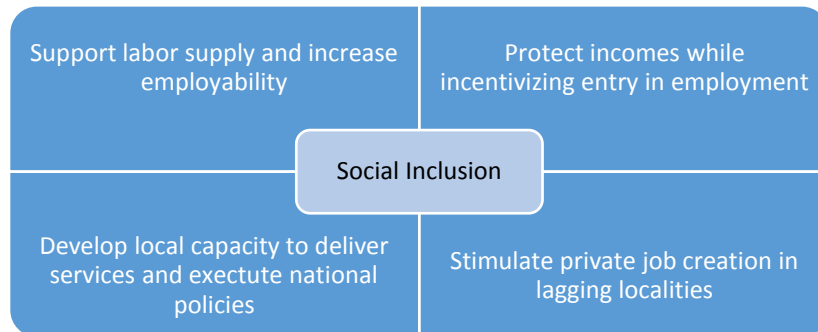 Support labor supply and increase
employability
Protect incomes while
incentivizing entry in employment
Social Inclusion
Develop local capacity to deliver
services and exectute national
policies
Stimulate private job creation in
lagging localities